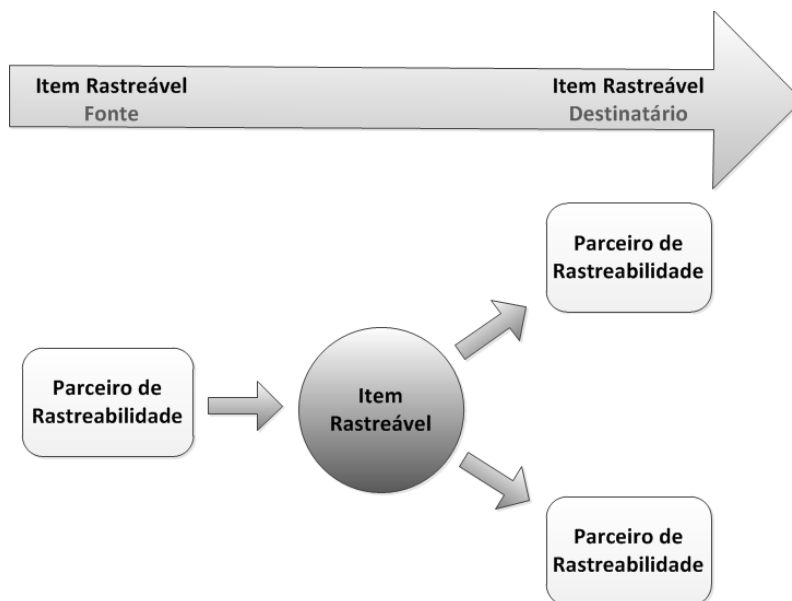 Item Rastreável
Fonte
Item Rastreável
Destinatário
Parceiro de
Rastreabilidade
Parceiro de
Rastreabilidade
Item
Rastreável
Parceiro de
Rastreabilidade